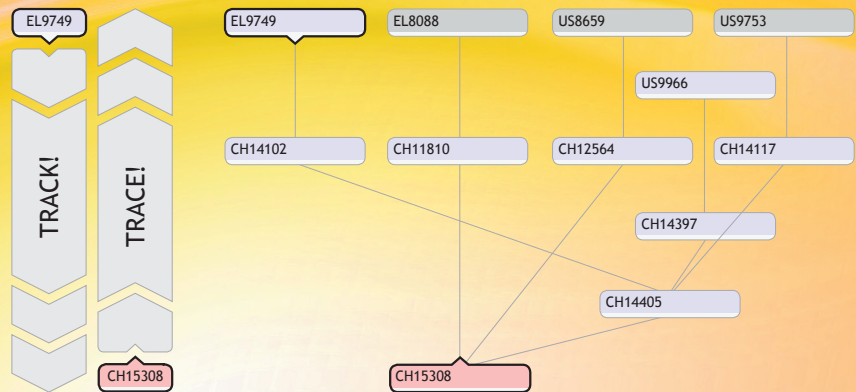 EL9749
TRACK!
TRACE!
CH15308
EL9749
EL8088
US8659
US9753
US9966
CH14102
CH11810
CH12564
CH14117
CH14397
CH14405
CH15308